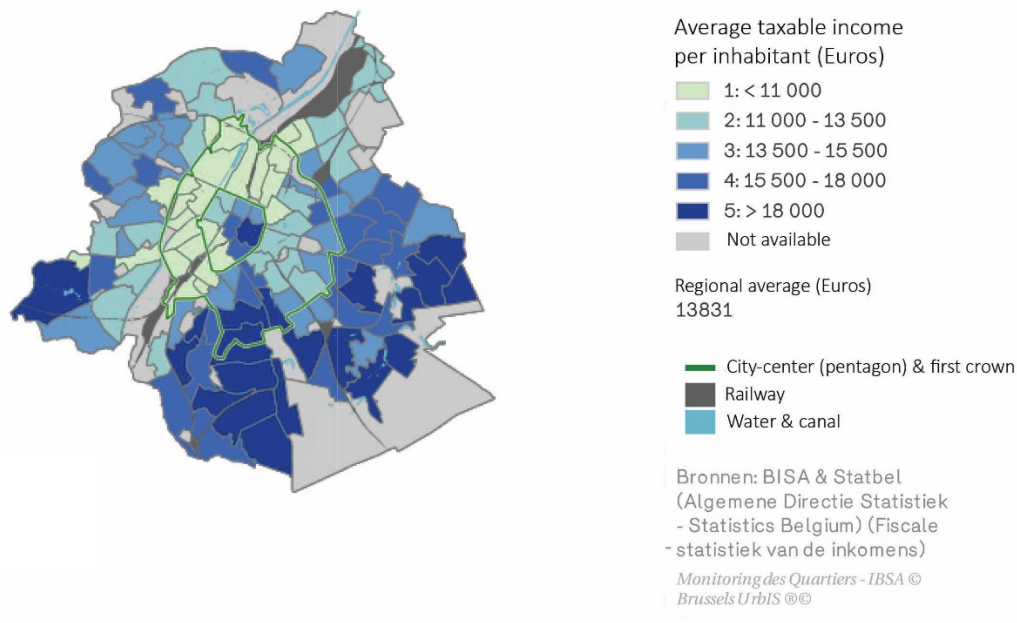 Average taxable income
per inhabitant (Euros)
1: < 11 000
2: 11 000 - 13 500
3: 13 500 - 15 500
4: 15 500 - 18 000
5: > 18 000
Not available
Regional average (Euros)
13831
City-center (pentagon) & first crown
Railway
Water & canal
Bronnen: BISA & Statbel
(Algemene Directie Statistiek
- Statistics Belgium) (Fiscale
- statistiek van de inkomens)
Monitoring des Quartiers - IBSA ©
Brussels UrbIS ®©